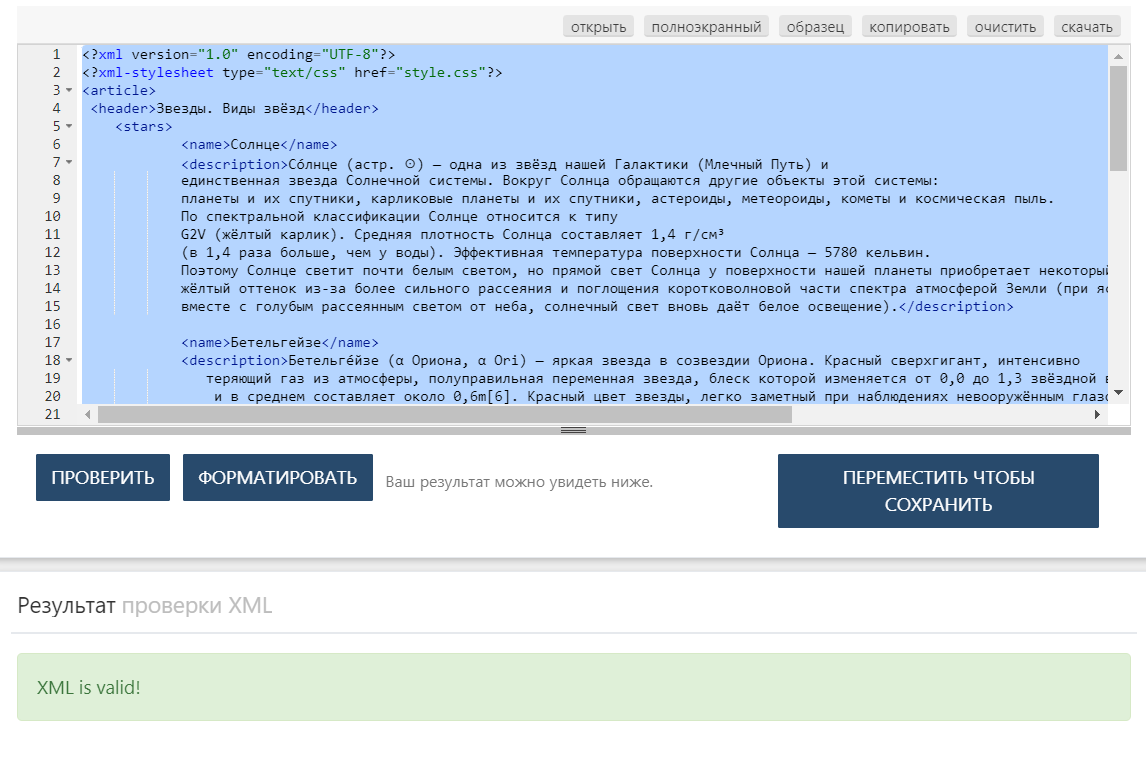 открыть полноэкранный образец копировать очистить скачать
1 <?xml version="1.0" encoding="UTF-8"?>
2 <?xml-stylesheet type="text/css" href="style.css"?>
3 <article>
4 <header>Звезды. Виды звёзд</header>
5 <stars>
6 <name>Солнце</name>
7 <description>Со́лнце (астр. ☉) — одна из звёзд нашей Галактики (Млечный Путь) и
8 единственная звезда Солнечной системы. Вокруг Солнца обращаются другие объекты этой системы:
9 планеты и их спутники, карликовые планеты и их спутники, астероиды, метеороиды, кометы и космическая пыль.
10 По спектральной классификации Солнце относится к типу
11 G2V (жёлтый карлик). Средняя плотность Солнца составляет 1,4 г/см³
12 (в 1,4 раза больше, чем у воды). Эффективная температура поверхности Солнца — 5780 кельвин.
13 Поэтому Солнце светит почти белым светом, но прямой свет Солнца у поверхности нашей планеты приобретает некоторый
14 жёлтый оттенок из-за более сильного рассеяния и поглощения коротковолновой части спектра атмосферой Земли (при
15 вместе с голубым рассеянным светом от неба, солнечный свет вновь даёт белое освещение).</description>
16
17 <name>Бетельгейзе</name>
18 <description>Бетельге́йзе (α Ориона, α Ori) — яркая звезда в созвездии Ориона. Красный сверхгигант, интенсивно
19 теряющий газ из атмосферы, полуправильная переменная звезда, блеск которой изменяется от 0,0 до 1,3 звёздной
20 и в среднем составляет около 0,6m[6]. Красный цвет звезды, легко заметный при наблюдениях невооружённым
21
ПРОВЕРИТЬ ФОРМАТИРОВАТЬ Ваш результат можно увидеть ниже. ПЕРЕМЕСТИТЬ ЧТОБЫ
СОХРАНИТЬ
Результат проверки XML
XML is valid!